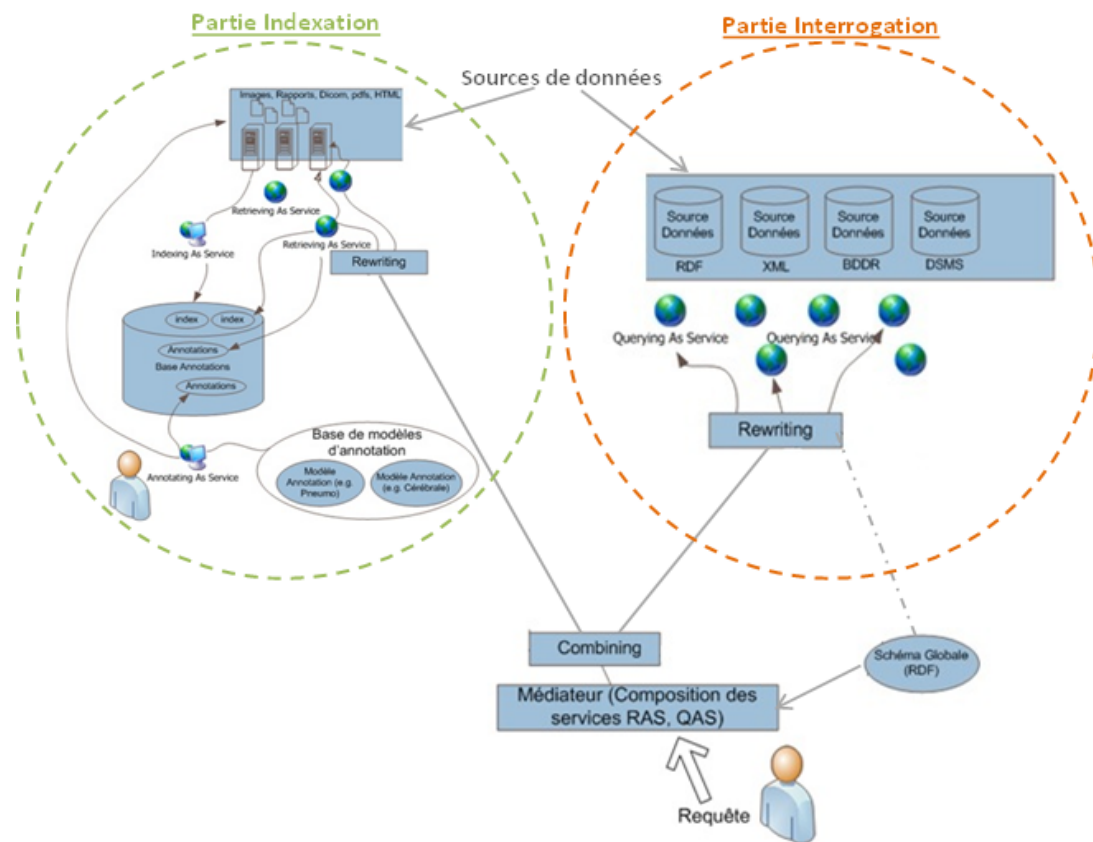 Partie Indexation
Partie Interrogation
Sources de données
Images, Rapports, Dicom, pdfs, HTML
Retrieving As Service
Indexing As Service
Retrieving As Service
Rewriting
index
index
Annotations
Base Annotations
Annotations
Annotating As Service
Base de modèles
d'annotation
Modèle
Annotation (e.g.
Pneumo)
Modèle Annotation
(e.g. Cérébrale)
Source
Données
RDF
Source
Données
XML
Source
Données
BDDR
Source
Données
DSMS
Querying As Service
Querying As Service
Rewriting
Combining
Schéma Globale
(RDF)
Médiateur (Composition des
services RAS, QAS)
Requête